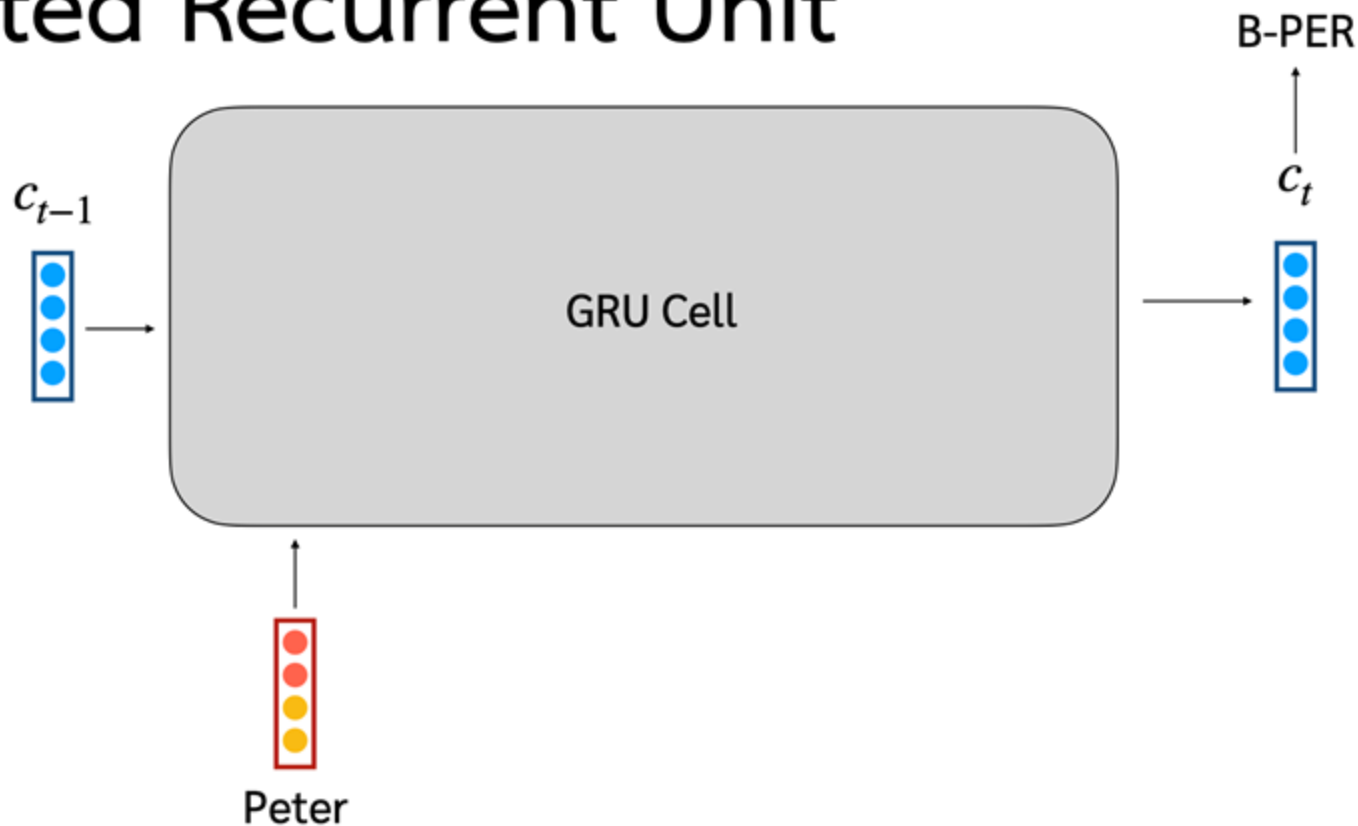 ted Recurrent Unit
B-PER
c_{t-1}
c_t
GRU Cell
Peter